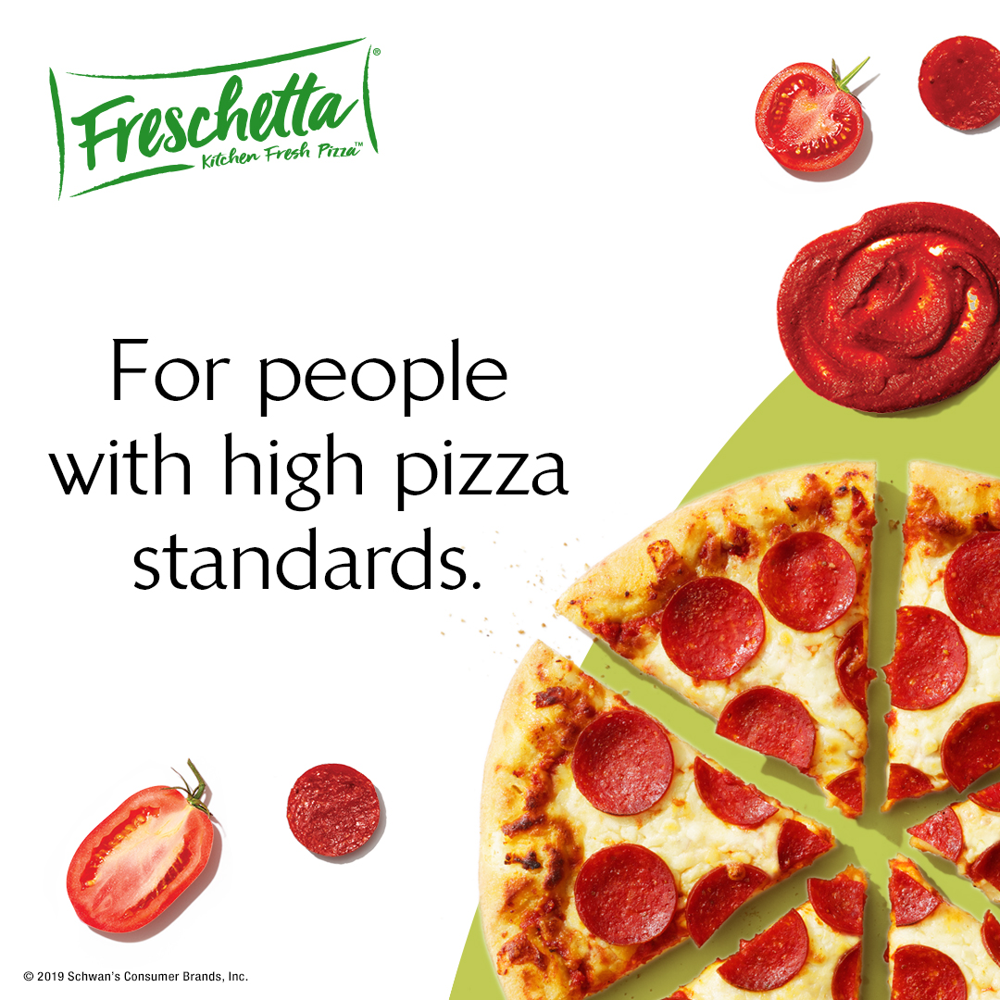 Freschetta®
Kitchen Fresh Pizza™
For people
with high pizza
standards.
© 2019 Schwan's Consumer Brands, Inc.